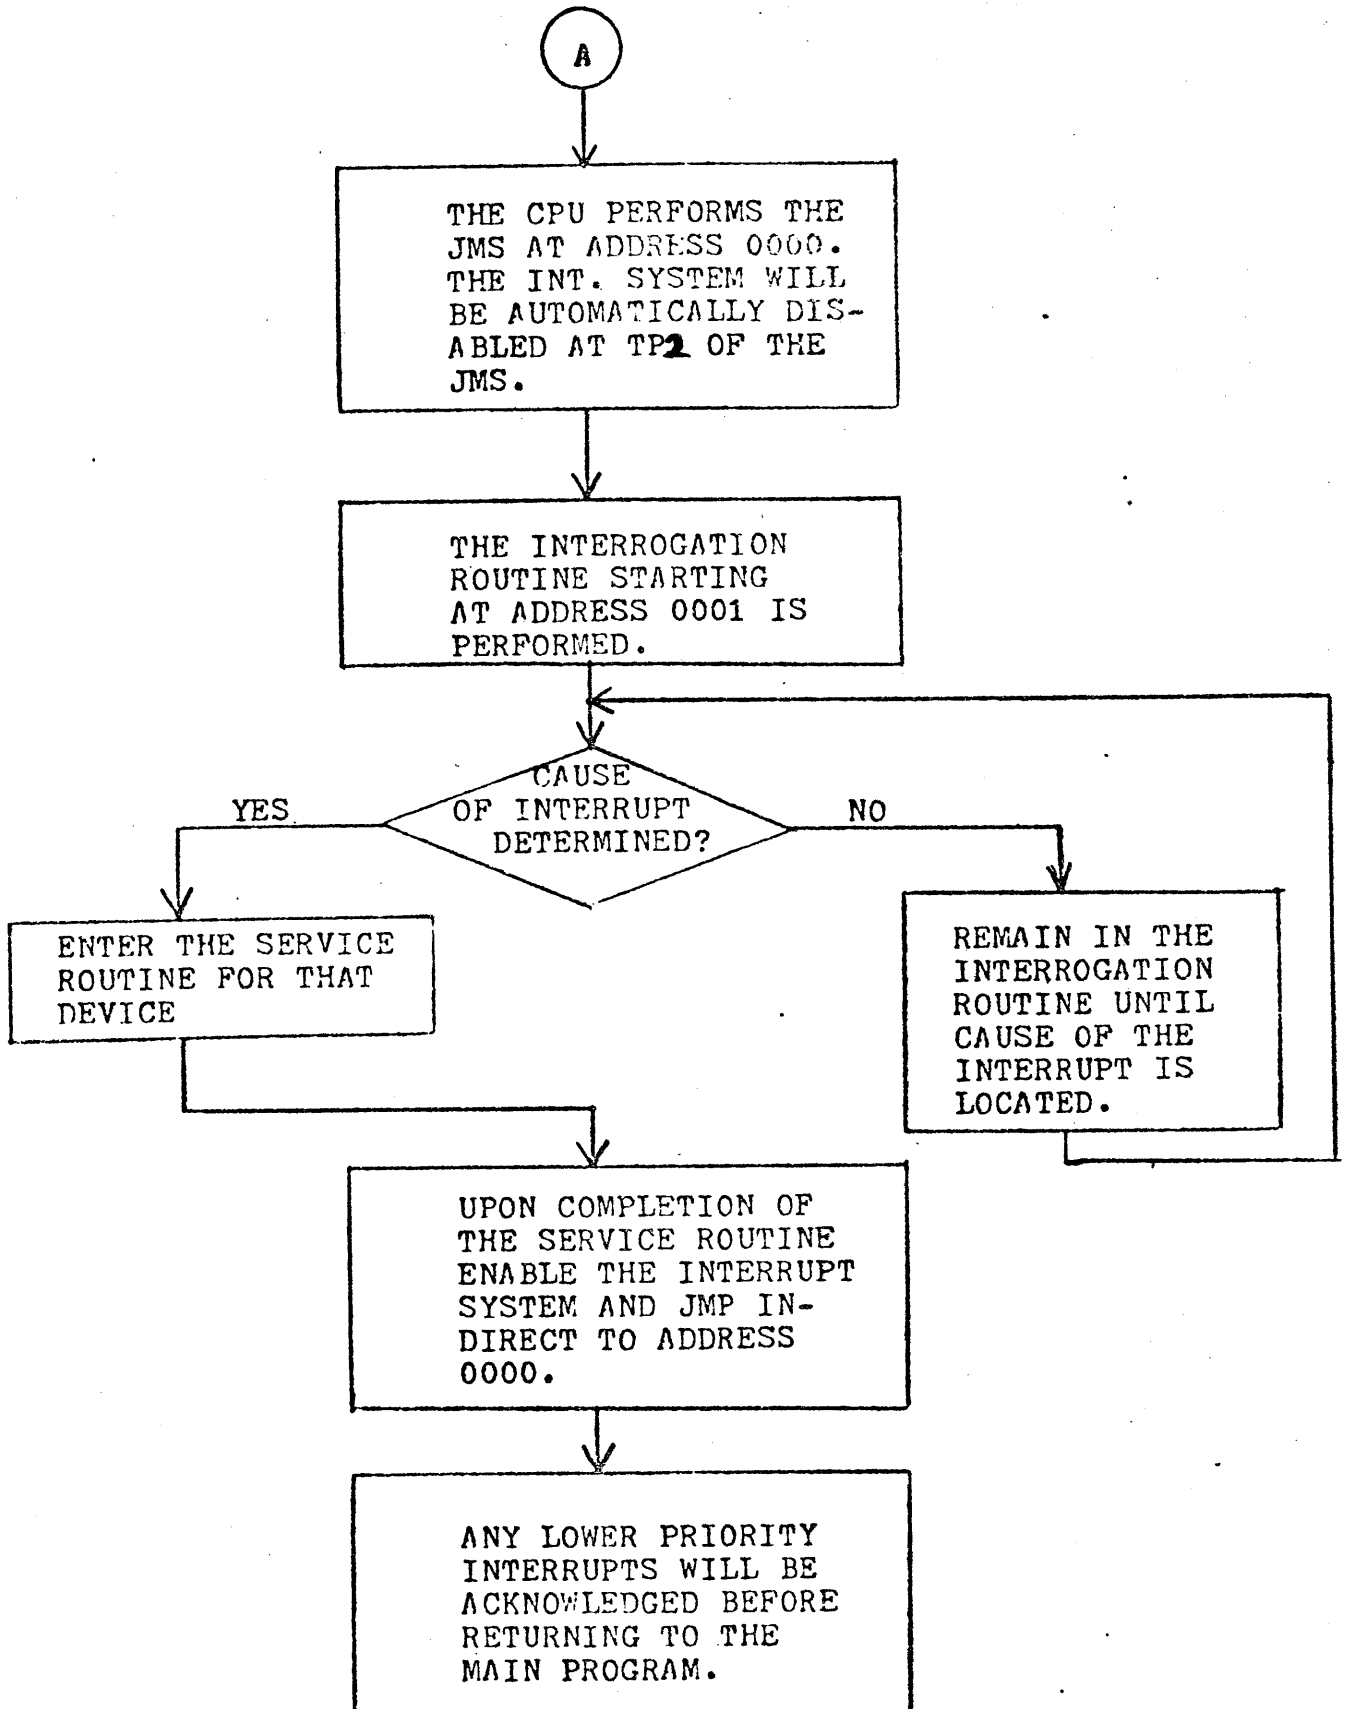 A
THE CPU PERFORMS THE
JMS AT ADDRESS 0000.
THE INT. SYSTEM WILL
BE AUTOMATICALLY DIS-
ABLED AT TP2 OF THE
JMS.
THE INTERROGATION
ROUTINE STARTING
AT ADDRESS 0001 IS
PERFORMED.
CAUSE
OF INTERRUPT
DETERMINED?
YES
NO
ENTER THE SERVICE
ROUTINE FOR THAT
DEVICE
REMAIN IN THE
INTERROGATION
ROUTINE UNTIL
CAUSE OF THE
INTERRUPT IS
LOCATED.
UPON COMPLETION OF
THE SERVICE ROUTINE
ENABLE THE INTERRUPT
SYSTEM AND JMP IN-
DIRECT TO ADDRESS
0000.
ANY LOWER PRIORITY
INTERRUPTS WILL BE
ACKNOWLEDGED BEFORE
RETURNING TO THE
MAIN PROGRAM.